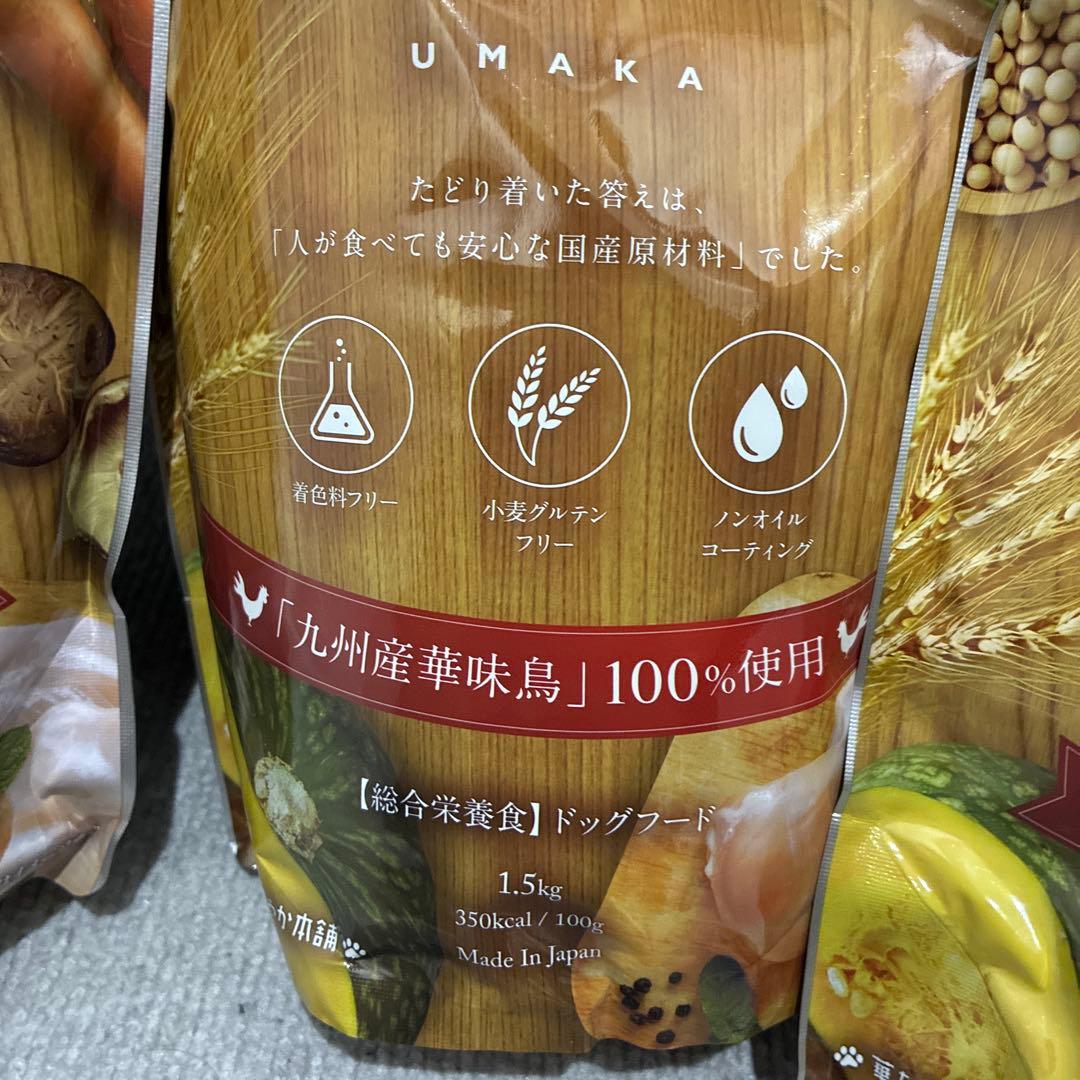 UMAKA
たどり着いた答えは、
「人が食べても安心な国産原材料」でした。
着色料フリー
小麦グルテン
フリー
ノンオイル
コーティング
「九州産華味鳥」100%使用
【総合栄養食】ドッグフード
1.5kg
350kcal / 100g
Made In Japan
か本舗